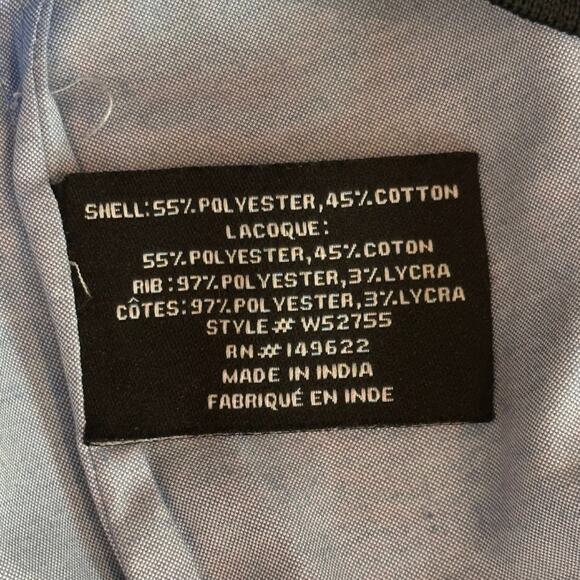 SHELL:55%POLYESTER,45%COTTON
LACOQUE:
55%POLYESTER,45%COTON
RIB:97%POLYESTER,3%LYCRA
CÔTES:97%POLYESTER,3%LYCRA
STYLE# W52755
RN#149622
MADE IN INDIA
FABRIQUÉ EN INDE